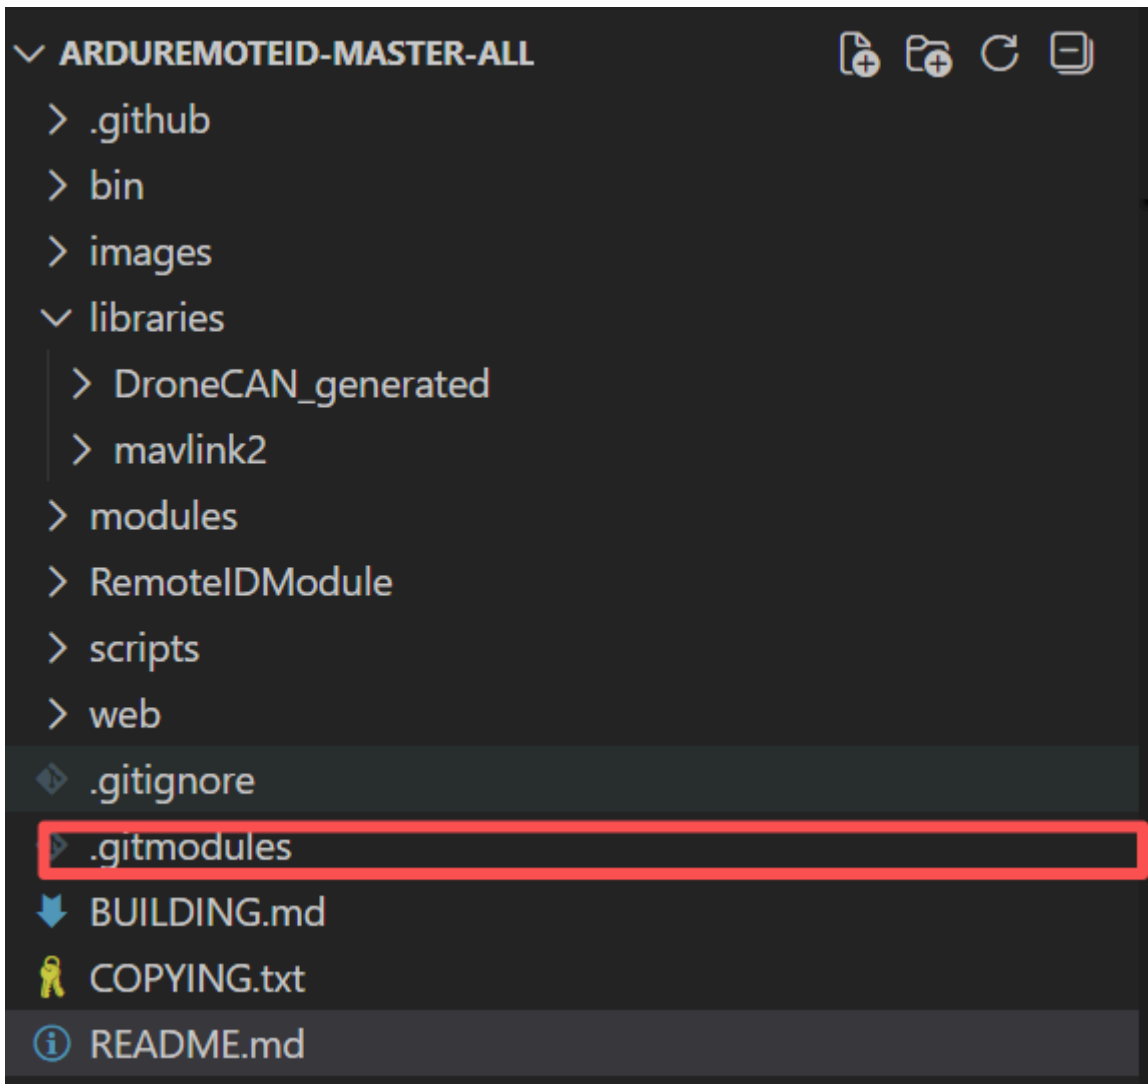 ARDUREMOTEID-MASTER-ALL
.github
bin
images
libraries
DroneCAN_generated
mavlink2
modules
RemoteIDModule
scripts
web
.gitignore
.gitmodules
BUILDING.md
COPYING.txt
README.md